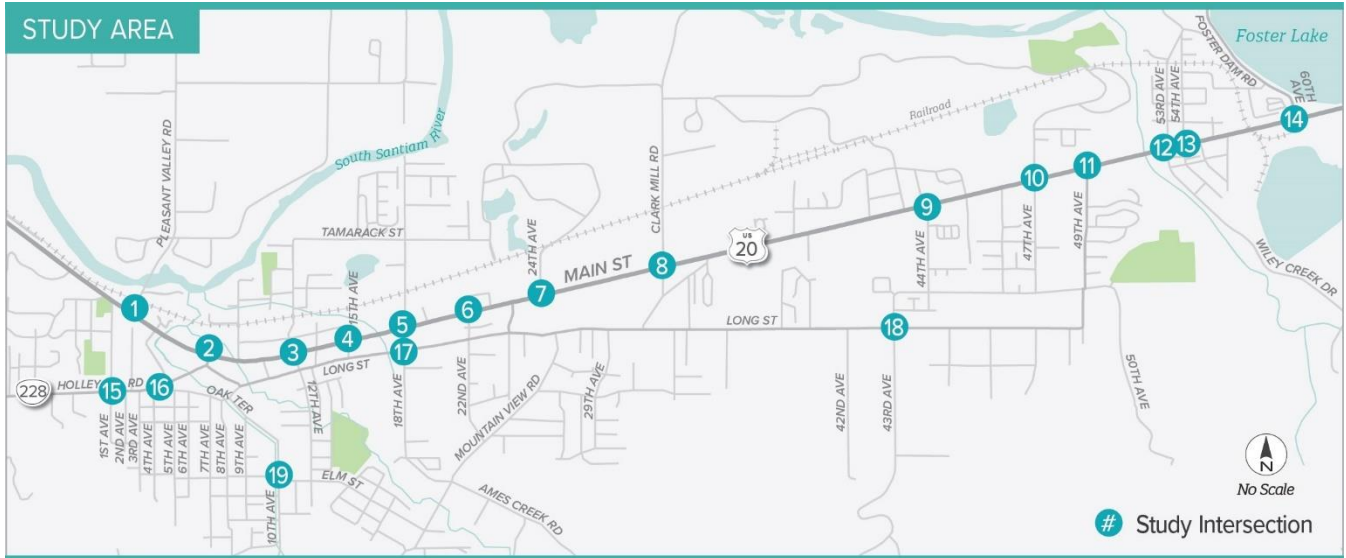 STUDY AREA
Foster Lake
FOSTER DAM RD
60TH AVE
14
53RD AVE
54TH AVE
12
13
Railroad
PLEASANT VALLEY RD
South Santiam River
CLARK MILL RD
11
10
9
TAMARACK ST
24TH AVE
MAIN ST
US
20
8
7
44TH AVE
47TH AVE
49TH AVE
WILEY CREEK DR
1
15TH AVE
6
5
4
3
2
17
LONG ST
18
LONG ST
228
HOLLEY RD
15
16
OAK TER
12TH AVE
18TH AVE
22ND AVE
MOUNTAIN VIEW RD
29TH AVE
42ND AVE
43RD AVE
50TH AVE
1ST AVE
2ND AVE
3RD AVE
4TH AVE
5TH AVE
6TH AVE
7TH AVE
8TH AVE
9TH AVE
19
10TH AVE
ELM ST
AMES CREEK RD
N
No Scale
# Study Intersection